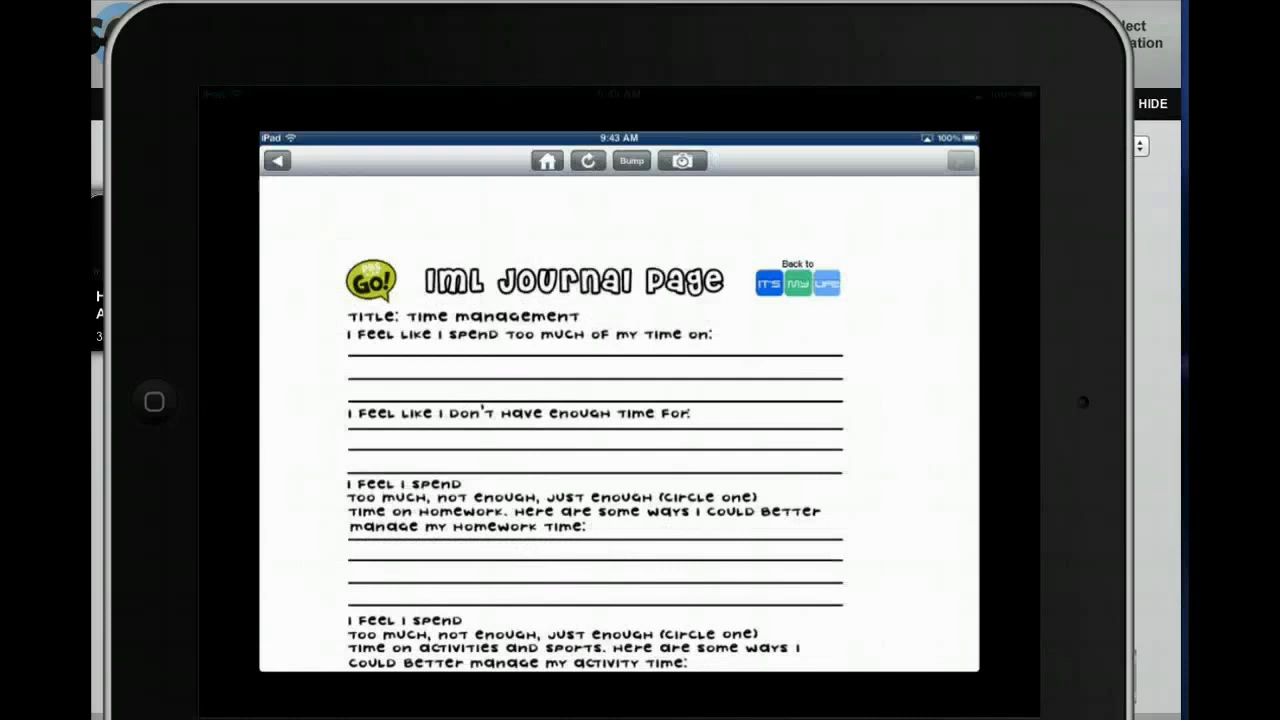 lect
ation
HIDE
iPad
9:43 AM
100%
Bump
PBS
GO!
IML Journal Page
Back to
IT'S MY LIFE
Title: Time Management
I feel like I spend too much of my time on:
I feel like I don't have enough time for:
I feel I spend
too much, not enough, just enough (circle one)
time on homework. Here are some ways I could better
manage my homework time:
I feel I spend
too much, not enough, just enough (circle one)
time on activities and sports. Here are some ways I
could better manage my activity time:
H
A
3